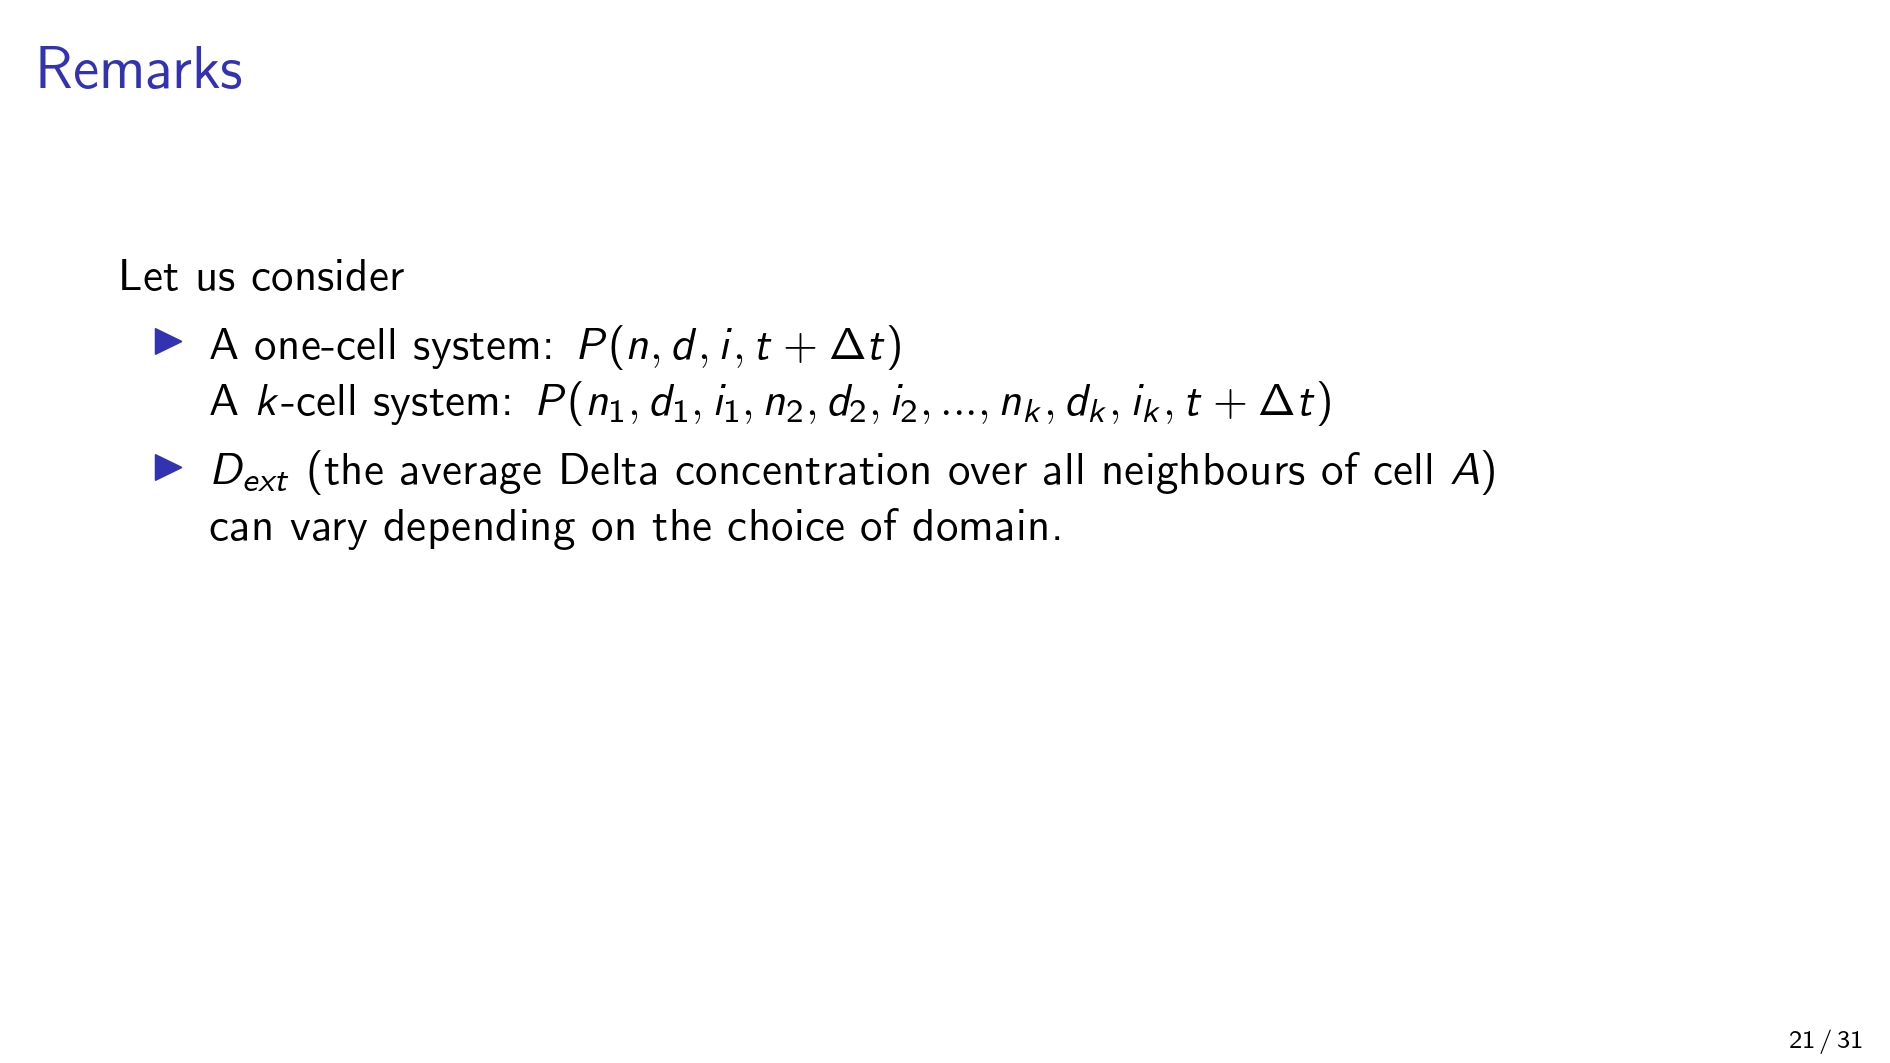 Remarks
Let us consider
▶ A one-cell system: $P(n, d, i, t + \Delta t)$
A $k$-cell system: $P(n_1, d_1, i_1, n_2, d_2, i_2, ..., n_k, d_k, i_k, t + \Delta t)$
▶ $D_{ext}$ (the average Delta concentration over all neighbours of cell $A$)
can vary depending on the choice of domain.
21 / 31